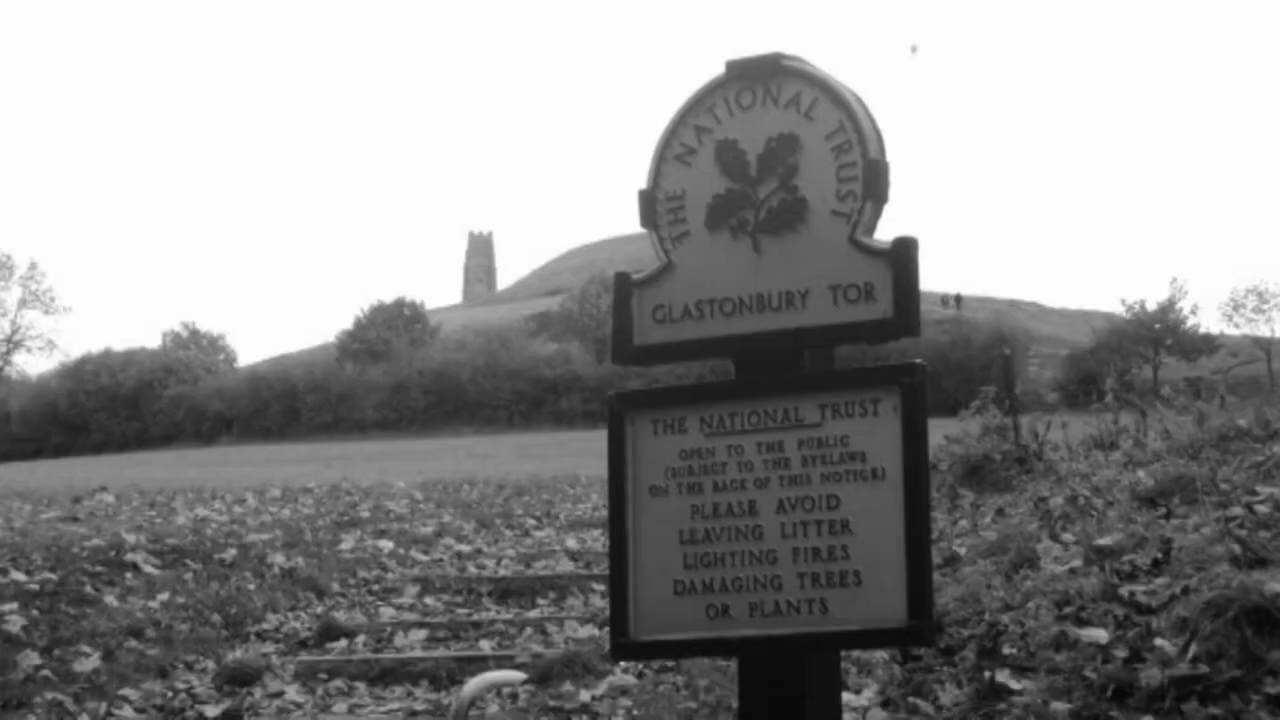 THE NATIONAL TRUST
GLASTONBURY TOR
THE NATIONAL TRUST
OPEN TO THE PUBLIC
(SUBJECT TO THE BYELAWS
ON THE BACK OF THIS NOTICE)
PLEASE AVOID
LEAVING LITTER
LIGHTING FIRES
DAMAGING TREES
OR PLANTS